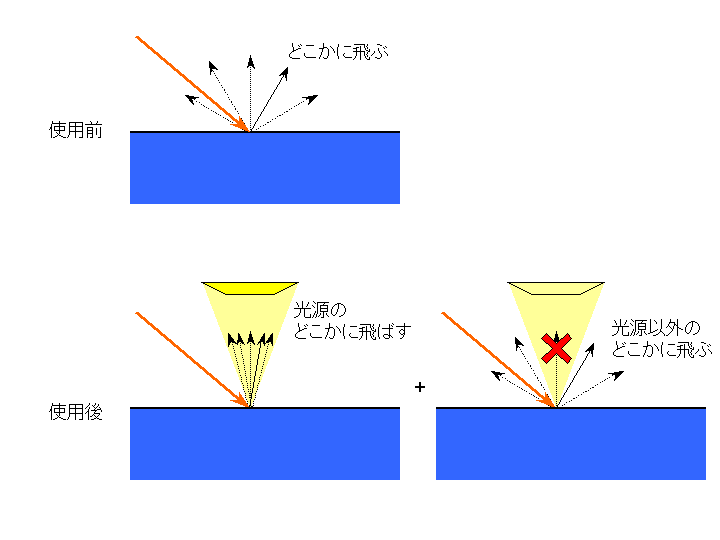 どこかに飛ぶ
使用前
光源の
どこかに飛ばす
光源以外の
どこかに飛ぶ
+
使用後